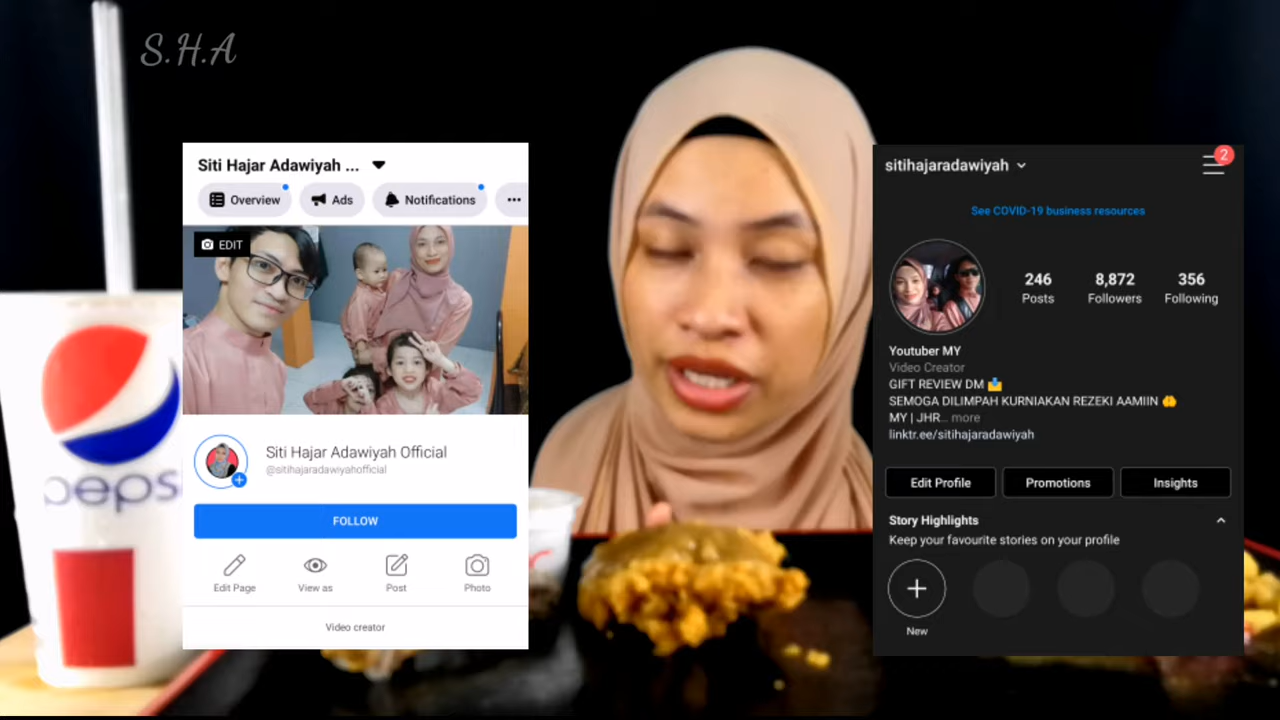 S.H.A
Siti Hajar Adawiyah ...
Overview
Ads
Notifications
EDIT
Siti Hajar Adawiyah Official
@sitihajaradawiyahofficial
FOLLOW
Edit Page
View as
Post
Photo
Video creator
peps
sitihajaradawiyah
2
See COVID-19 business resources
246
8,872
356
Posts
Followers
Following
Youtuber MY
Video Creator
GIFT REVIEW DM
SEMOGA DILIMPAH KURNIAKAN REZEKI AAMIIN
MY | JHR... more
linktr.ee/sitihajaradawiyah
Edit Profile
Promotions
Insights
Story Highlights
Keep your favourite stories on your profile
New